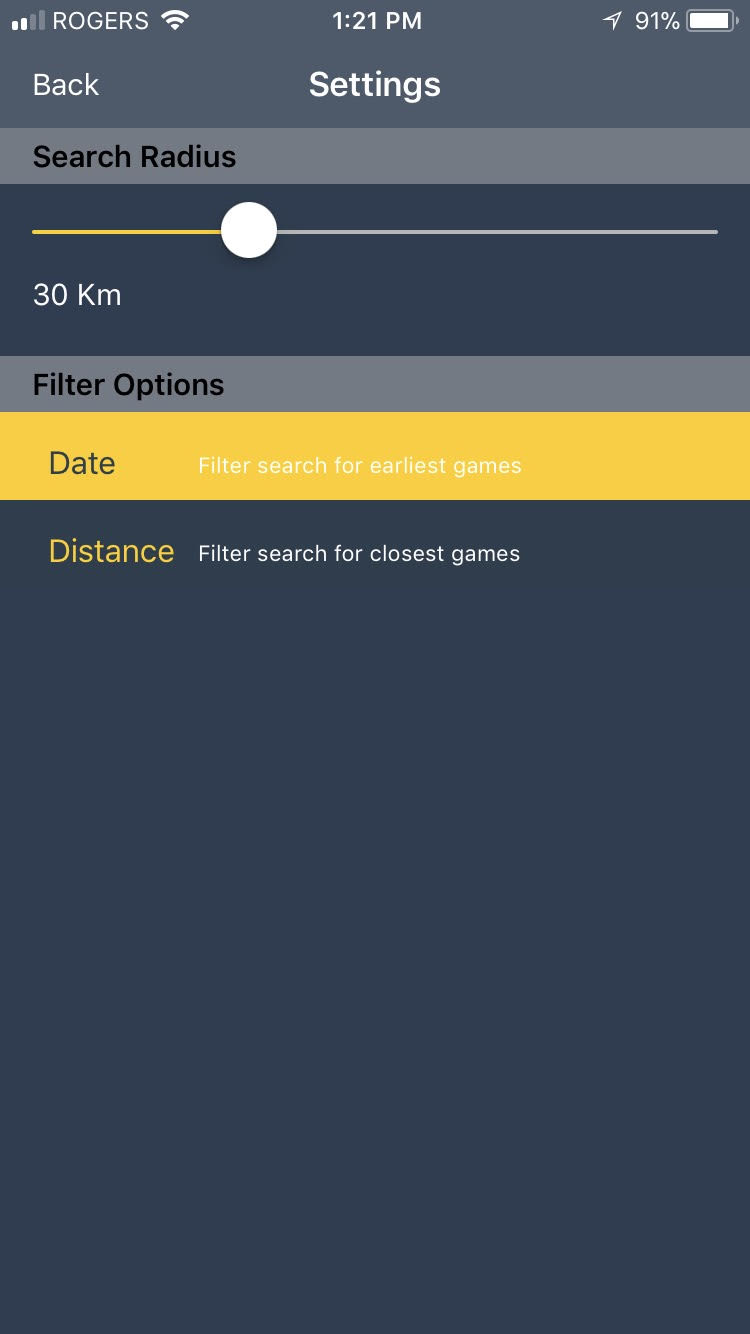 ROGERS 1:21 PM 91%
Back Settings
Search Radius
30 Km
Filter Options
Date Filter search for earliest games
Distance Filter search for closest games